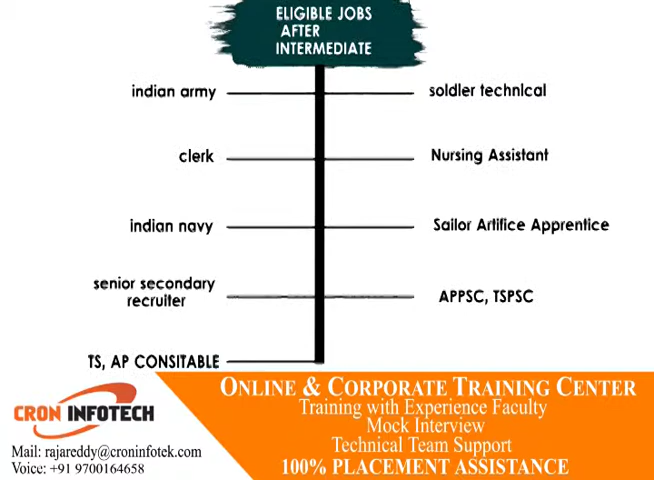 ELIGIBLE JOBS
AFTER
INTERMEDIATE
indian army
soldier technical
clerk
Nursing Assistant
indian navy
Sailor Artifice Apprentice
senior secondary
recruiter
APPSC, TSPSC
TS, AP CONSITABLE
CRON INFOTECH
Mail: rajareddy@croninfotek.com
Voice: +91 9700164658
ONLINE & CORPORATE TRAINING CENTER
Training with Experience Faculty
Mock Interview
Technical Team Support
100% PLACEMENT ASSISTANCE